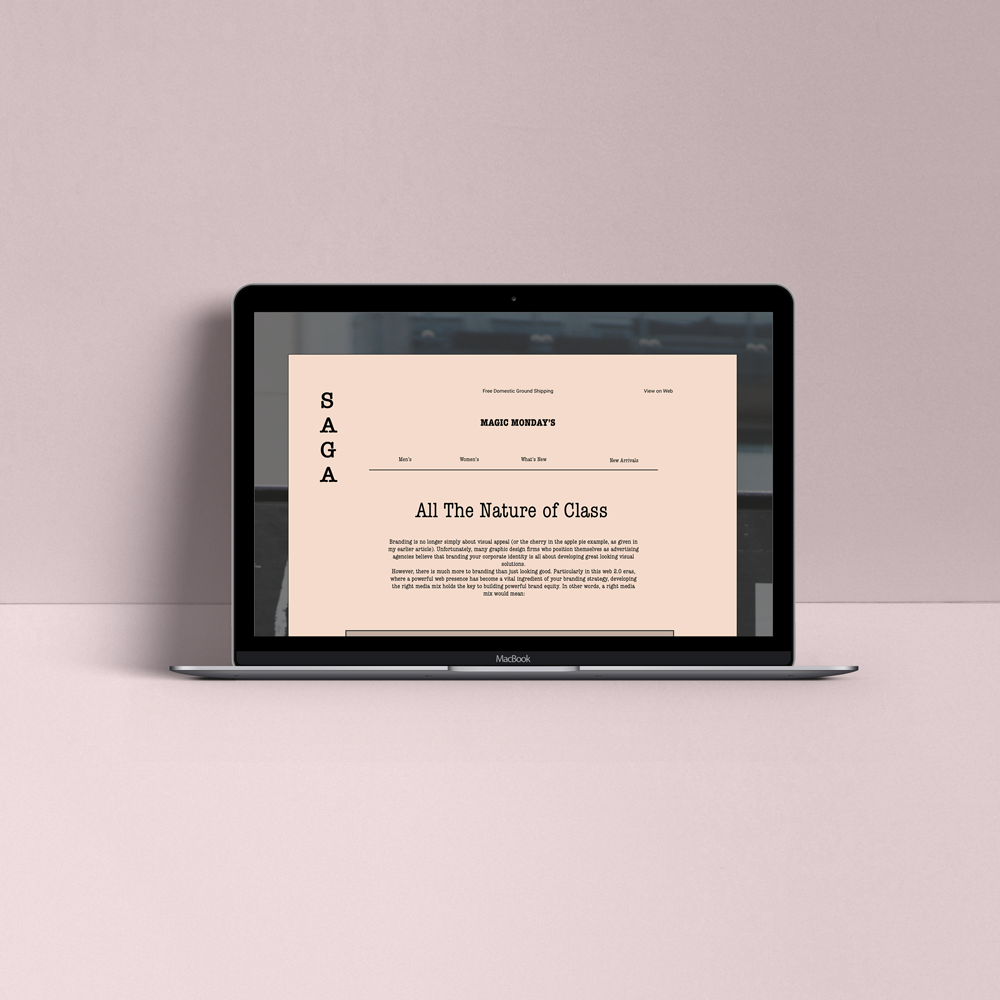 Free Domestic Ground Shipping
View on Web
S
A
G
A
MAGIC MONDAY'S
Men's
Women's
What's New
New Arrivals
All The Nature of Class
Branding is no longer simply about visual appeal (or the cherry in the apple pie example, as given in
my earlier article). Unfortunately, many graphic design firms who position themselves as advertising
agencies believe that branding your corporate identity is all about developing great looking visual
solutions.
However, there is much more to branding than just looking good. Particularly in this web 2.0 eras,
where a powerful web presence has become a vital ingredient of your branding strategy, developing
the right media mix holds the key to building powerful brand equity. In other words, a right media
mix would mean:
MacBook